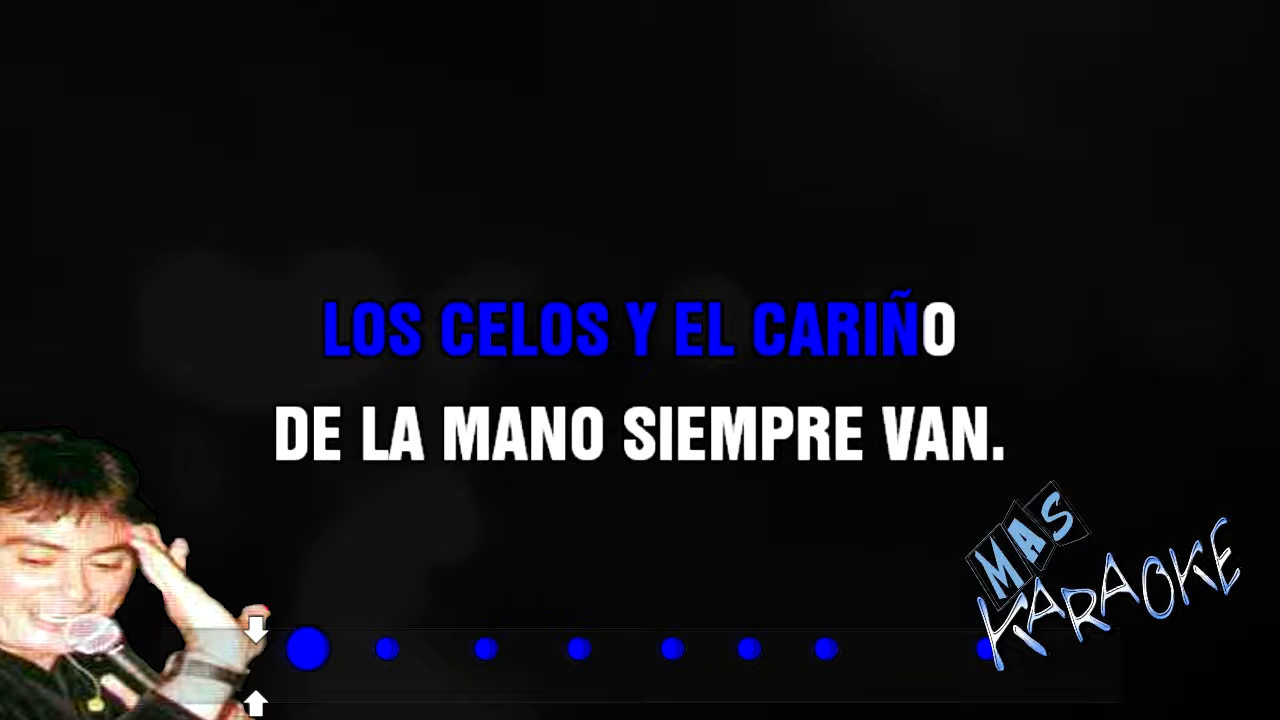 LOS CELOS Y EL CARIÑO
DE LA MANO SIEMPRE VAN.
MAS
KARAOKE